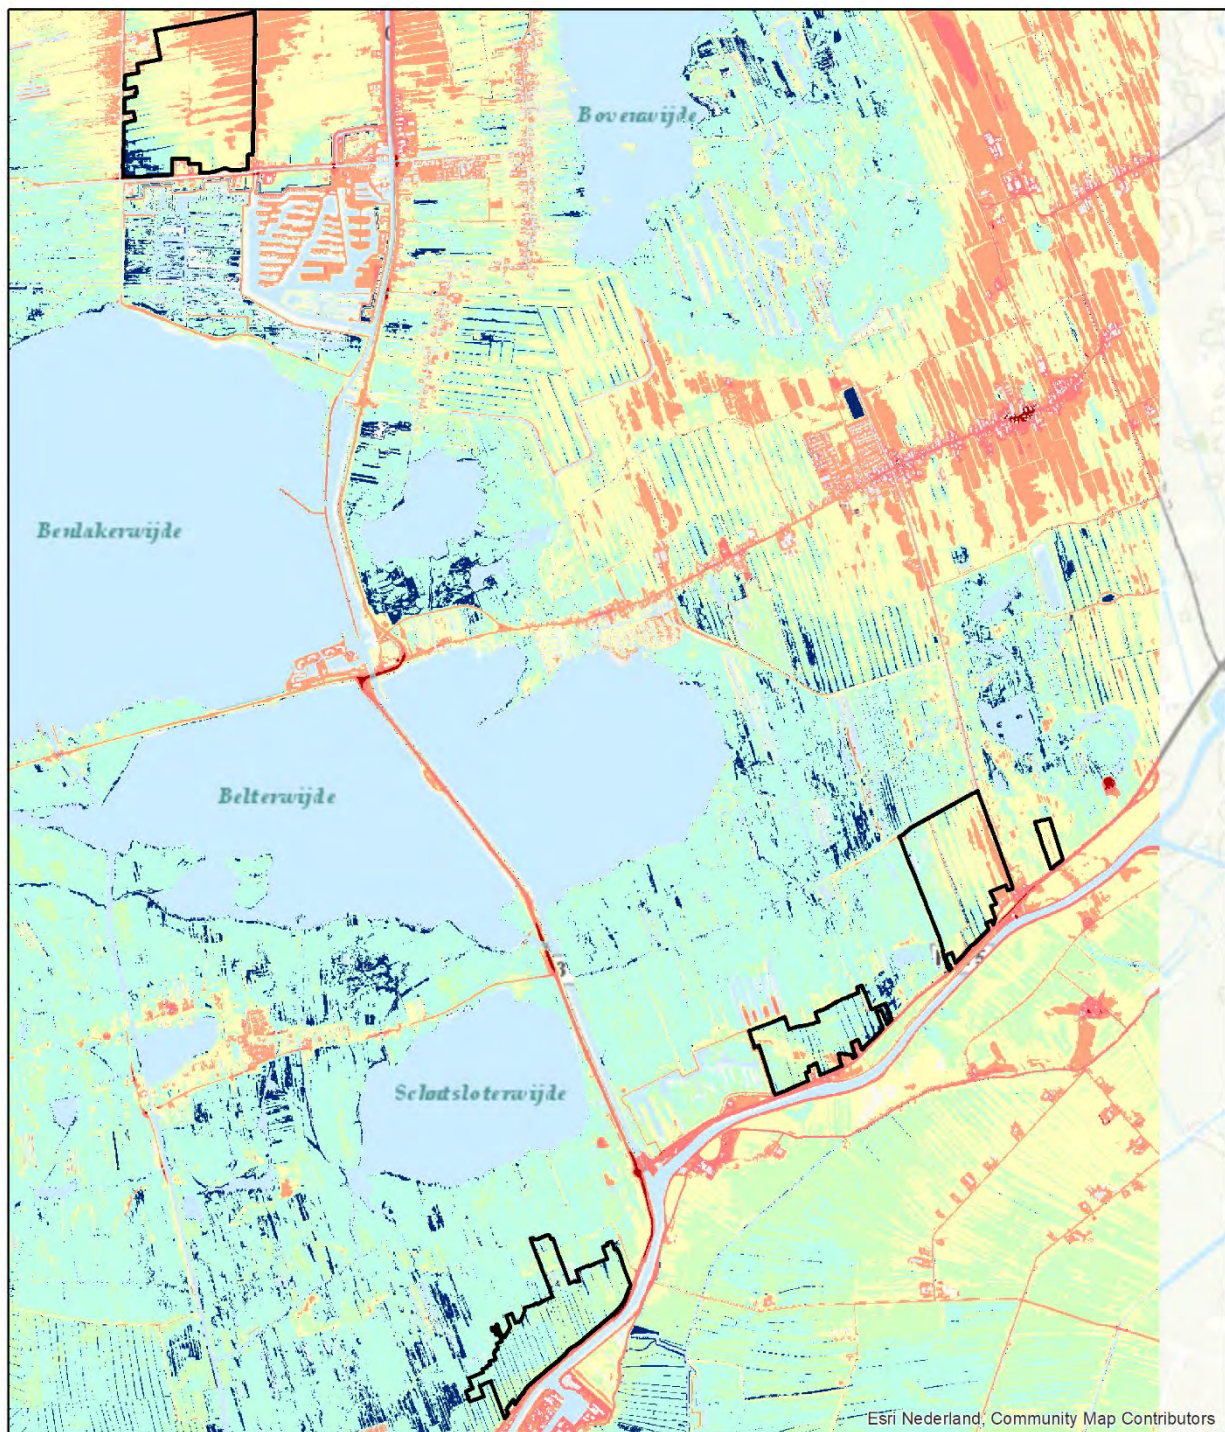 Bovenwijde
Beulakerwijde
Belterwijde
Schutsloterwijde
Esri Nederland, Community Map Contributors